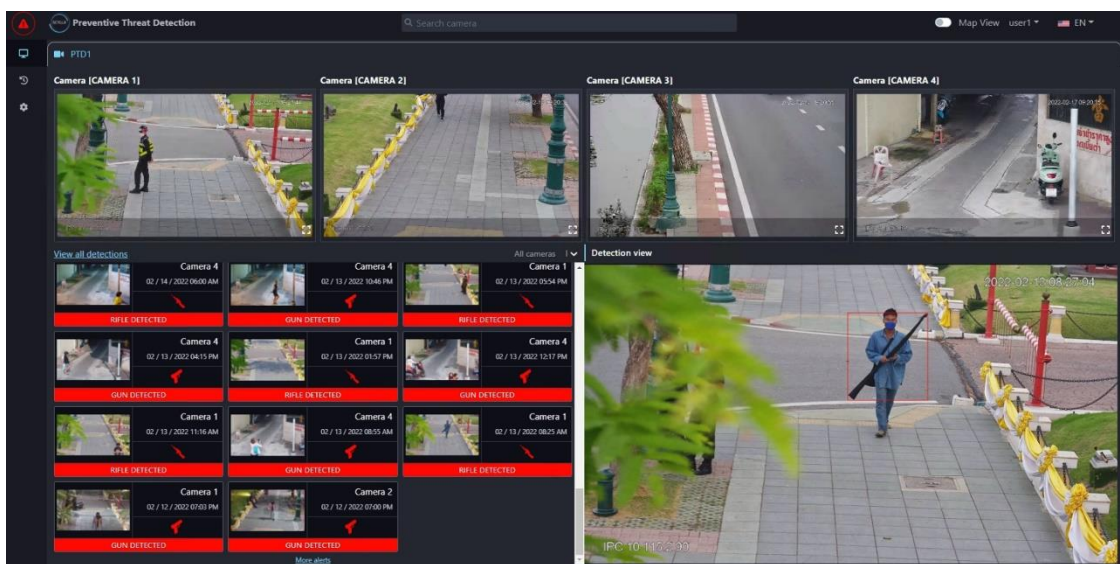 Preventive Threat Detection
Search camera
Map View
user1
EN
PTD1
Camera [CAMERA 1]
Camera [CAMERA 2]
Camera [CAMERA 3]
Camera [CAMERA 4]
View all detections
All cameras
Camera 4
02 / 14 / 2022 06:00 AM
RIFLE DETECTED
Camera 4
02 / 13 / 2022 10:46 PM
GUN DETECTED
Camera 1
02 / 13 / 2022 05:54 PM
RIFLE DETECTED
Camera 4
02 / 13 / 2022 04:15 PM
GUN DETECTED
Camera 1
02 / 13 / 2022 01:57 PM
RIFLE DETECTED
Camera 4
02 / 13 / 2022 12:17 PM
GUN DETECTED
Camera 1
02 / 13 / 2022 11:16 AM
RIFLE DETECTED
Camera 4
02 / 13 / 2022 08:55 AM
GUN DETECTED
Camera 1
02 / 13 / 2022 08:25 AM
RIFLE DETECTED
Camera 1
02 / 12 / 2022 07:03 PM
GUN DETECTED
Camera 2
02 / 12 / 2022 07:00 PM
GUN DETECTED
More alerts
Detection view